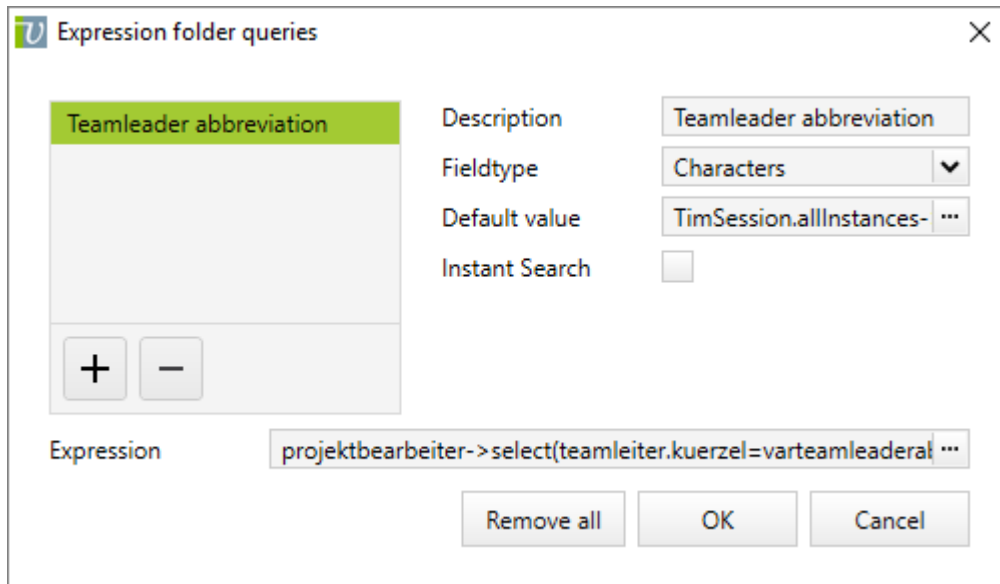 Expression folder queries
Teamleader abbreviation
Description Teamleader abbreviation
Fieldtype Characters
Default value TimSession.allInstances- ...
Instant Search
+ −
Expression projektbearbeiter->select(teamleiter.kuerzel=varteamleaderal ...
Remove all OK Cancel